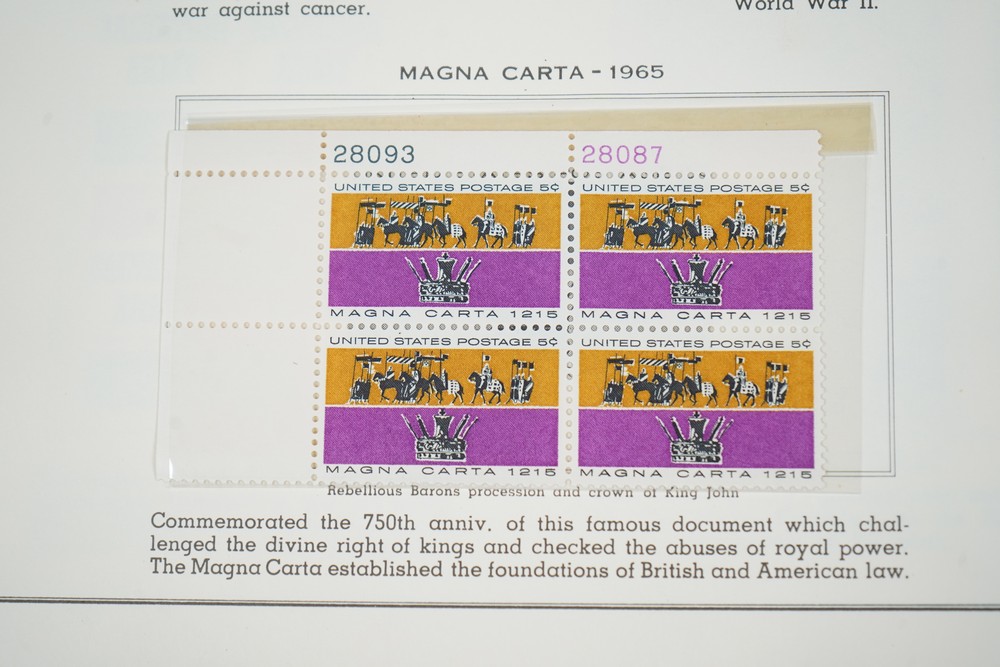 war against cancer.
World War II.
MAGNA CARTA - 1965
28093
28087
UNITED STATES POSTAGE 5¢
UNITED STATES POSTAGE 5¢
MAGNA CARTA 1215
MAGNA CARTA 1215
UNITED STATES POSTAGE 5¢
UNITED STATES POSTAGE 5¢
MAGNA CARTA 1215
MAGNA CARTA 1215
Rebellious Barons procession and crown of King John
Commemorated the 750th anniv. of this famous document which chal-
lenged the divine right of kings and checked the abuses of royal power.
The Magna Carta established the foundations of British and American law.